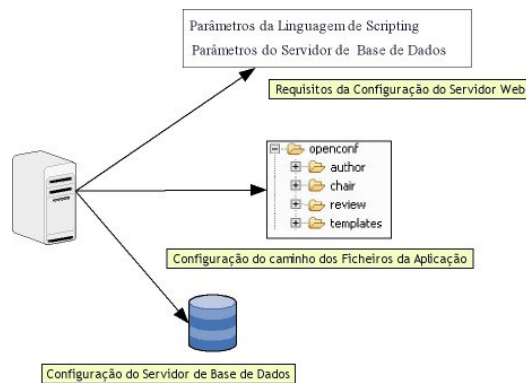 Parâmetros da Linguagem de Scripting
Parâmetros do Servidor de Base de Dados
Requisitos da Configuração do Servidor Web
openconf
author
chair
review
templates
Configuração do caminho dos Ficheiros da Aplicação
Configuração do Servidor de Base de Dados